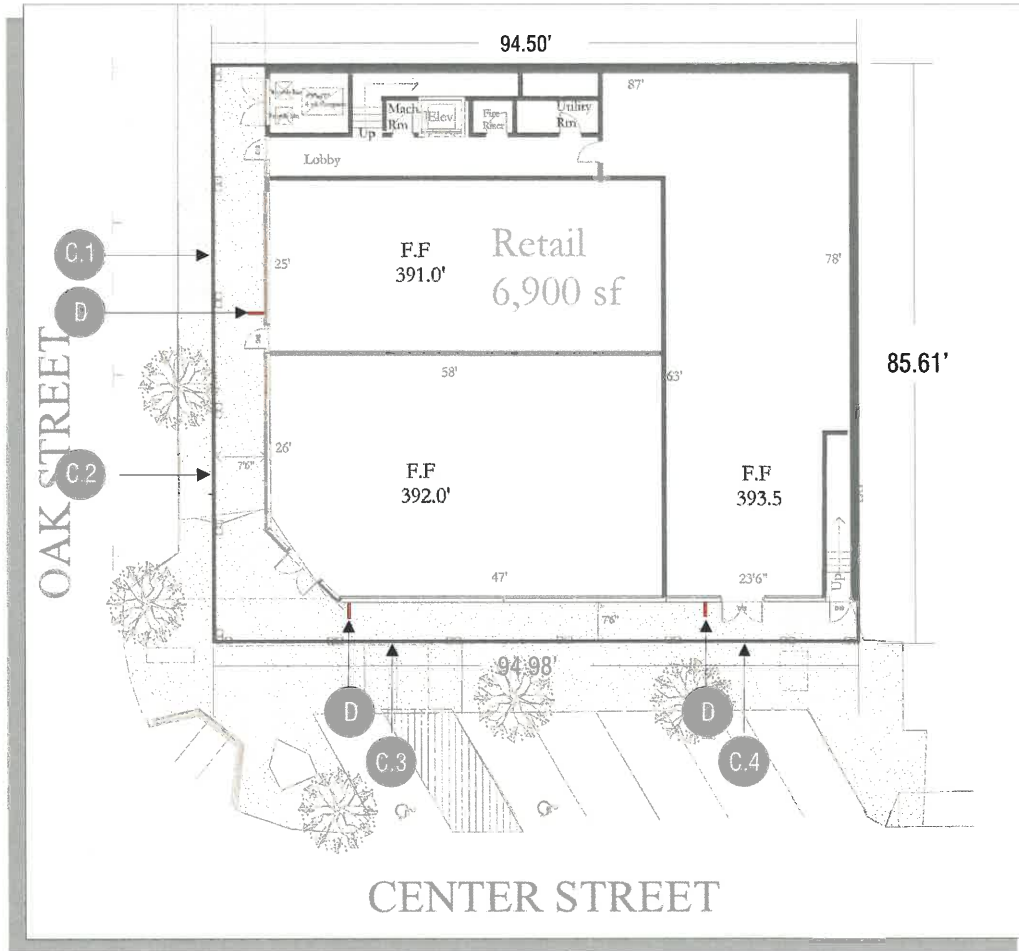 94.50'
87'
Mach
Rm
Elev
Fire
Riser
Utility
Rm
Up
Lobby
C.1
25'
F.F
391.0'
Retail
6,900 sf
78'
D
OAK STREET
58'
63'
85.61'
C.2
7'6"
26'
F.F
392.0'
F.F
393.5
47'
23'6"
Up
7'6"
94.98'
D
D
C.3
C.4
CENTER STREET